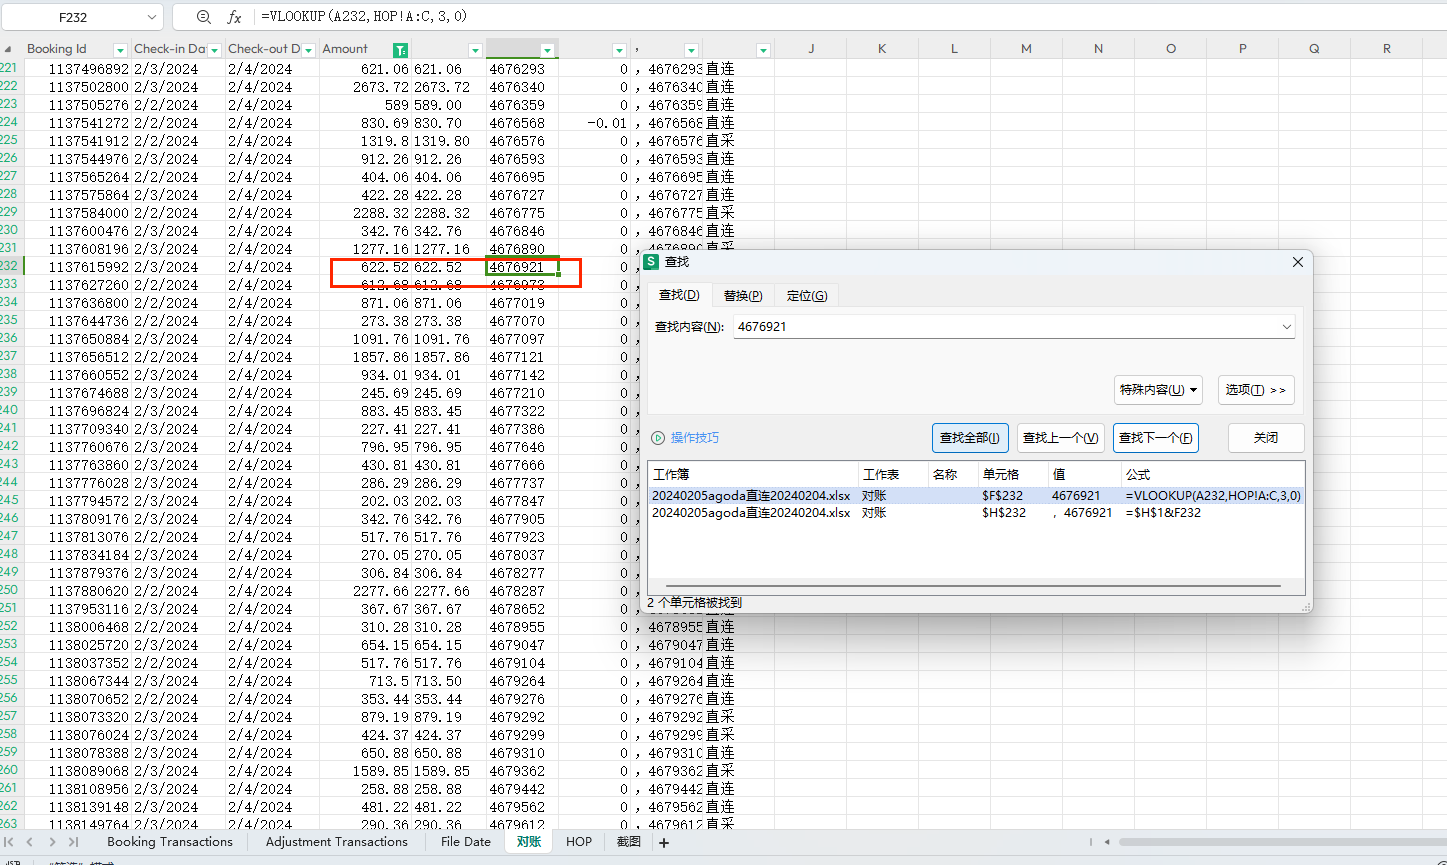 F232 fx =VLOOKUP(A232,HOP!A:C,3,0)
Booking Id Check-in Da Check-out D Amount , J K L M N O P Q R
221 1137496892 2/3/2024 2/4/2024 621.06 621.06 4676293 0 ，4676293 直连
222 1137502800 2/3/2024 2/4/2024 2673.72 2673.72 4676340 0 ，4676340 直连
223 1137505276 2/2/2024 2/4/2024 589 589.00 4676359 0 ，4676359 直连
224 1137541272 2/2/2024 2/4/2024 830.69 830.70 4676568 -0.01 ，4676568 直连
225 1137541912 2/3/2024 2/4/2024 1319.8 1319.80 4676576 0 ，4676576 直采
226 1137544976 2/3/2024 2/4/2024 912.26 912.26 4676593 0 ，4676593 直连
227 1137565264 2/2/2024 2/4/2024 404.06 404.06 4676695 0 ，4676695 直连
228 1137575864 2/3/2024 2/4/2024 422.28 422.28 4676727 0 ，4676727 直连
229 1137584000 2/2/2024 2/4/2024 2288.32 2288.32 4676775 0 ，4676775 直采
230 1137600476 2/3/2024 2/4/2024 342.76 342.76 4676846 0 ，4676846 直连
231 1137608196 2/3/2024 2/4/2024 1277.16 1277.16 4676890 0 ，4676890 直采
232 1137615992 2/3/2024 2/4/2024 622.52 622.52 4676921 0
233 1137627260 2/2/2024 2/4/2024 612.68 612.68 4676973 0
234 1137636800 2/2/2024 2/4/2024 871.06 871.06 4677019 0
235 1137644736 2/3/2024 2/4/2024 273.38 273.38 4677070 0
236 1137650884 2/3/2024 2/4/2024 1091.76 1091.76 4677097 0
237 1137656512 2/2/2024 2/4/2024 1857.86 1857.86 4677121 0
238 1137660552 2/3/2024 2/4/2024 934.01 934.01 4677142 0
239 1137674688 2/3/2024 2/4/2024 245.69 245.69 4677210 0
240 1137696824 2/3/2024 2/4/2024 883.45 883.45 4677322 0
241 1137709340 2/3/2024 2/4/2024 227.41 227.41 4677386 0
242 1137760676 2/3/2024 2/4/2024 796.95 796.95 4677646 0
243 1137763860 2/3/2024 2/4/2024 430.81 430.81 4677666 0
244 1137776028 2/3/2024 2/4/2024 286.29 286.29 4677737 0
245 1137794572 2/3/2024 2/4/2024 202.03 202.03 4677847 0
246 1137809176 2/3/2024 2/4/2024 342.76 342.76 4677905 0
247 1137813076 2/2/2024 2/4/2024 517.76 517.76 4677923 0
248 1137834184 2/3/2024 2/4/2024 270.05 270.05 4678037 0
249 1137879376 2/3/2024 2/4/2024 306.84 306.84 4678277 0
250 1137880620 2/2/2024 2/4/2024 2277.66 2277.66 4678287 0
251 1137953116 2/3/2024 2/4/2024 367.67 367.67 4678652 0
252 1138006468 2/2/2024 2/4/2024 310.28 310.28 4678955 0 ，4678955 直连
253 1138025720 2/3/2024 2/4/2024 654.15 654.15 4679047 0 ，4679047 直连
254 1138037352 2/2/2024 2/4/2024 517.76 517.76 4679104 0 ，4679104 直连
255 1138067344 2/3/2024 2/4/2024 713.5 713.50 4679264 0 ，4679264 直连
256 1138070652 2/2/2024 2/4/2024 353.44 353.44 4679276 0 ，4679276 直连
257 1138073320 2/3/2024 2/4/2024 879.19 879.19 4679292 0 ，4679292 直采
258 1138076024 2/3/2024 2/4/2024 424.37 424.37 4679299 0 ，4679299 直采
259 1138078388 2/3/2024 2/4/2024 650.88 650.88 4679310 0 ，4679310 直连
260 1138089068 2/3/2024 2/4/2024 1589.85 1589.85 4679362 0 ，4679362 直采
261 1138108956 2/3/2024 2/4/2024 258.88 258.88 4679442 0 ，4679442 直连
262 1138139148 2/3/2024 2/4/2024 481.22 481.22 4679562 0 ，4679562 直连
263 1138149764 2/3/2024 2/4/2024 290.36 290.36 4679612 0 ，4679612 直采
查找
查找(D) 替换(P) 定位(G)
查找内容(N): 4676921
特殊内容(U) 选项(T) >>
操作技巧 查找全部(I) 查找上一个(V) 查找下一个(F) 关闭
工作簿 工作表 名称 单元格 值 公式
20240205agoda直连20240204.xlsx 对账 $F$232 4676921 =VLOOKUP(A232,HOP!A:C,3,0)
20240205agoda直连20240204.xlsx 对账 $H$232 ，4676921 =$H$1&F232
2 个单元格被找到
Booking Transactions Adjustment Transactions File Date 对账 HOP 截图 +